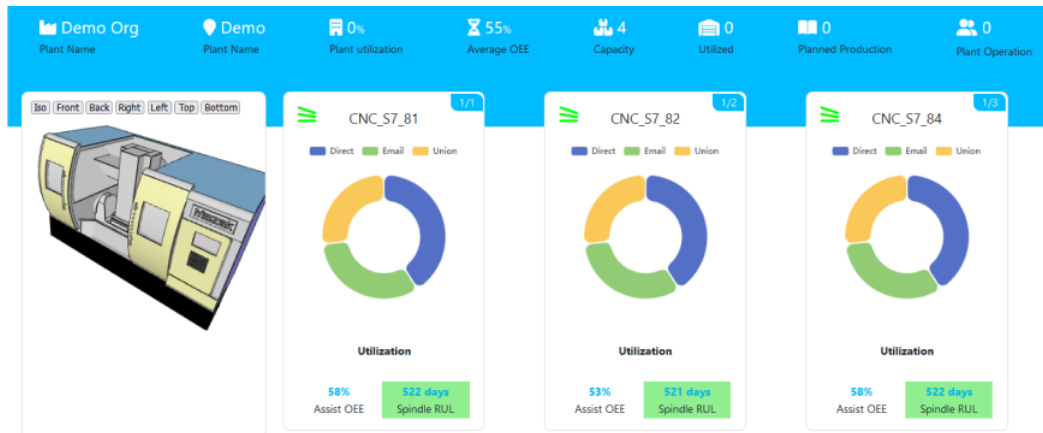 Demo Org
Plant Name
Demo
Plant Name
0%
Plant utilization
55%
Average OEE
4
Capacity
0
Utilized
0
Planned Production
0
Plant Operation
Iso Front Back Right Left Top Bottom
Mazak
1/1
CNC_S7_81
Direct Email Union
Utilization
58%
Assist OEE
522 days
Spindle RUL
1/2
CNC_S7_82
Direct Email Union
Utilization
53%
Assist OEE
521 days
Spindle RUL
1/3
CNC_S7_84
Direct Email Union
Utilization
58%
Assist OEE
522 days
Spindle RUL